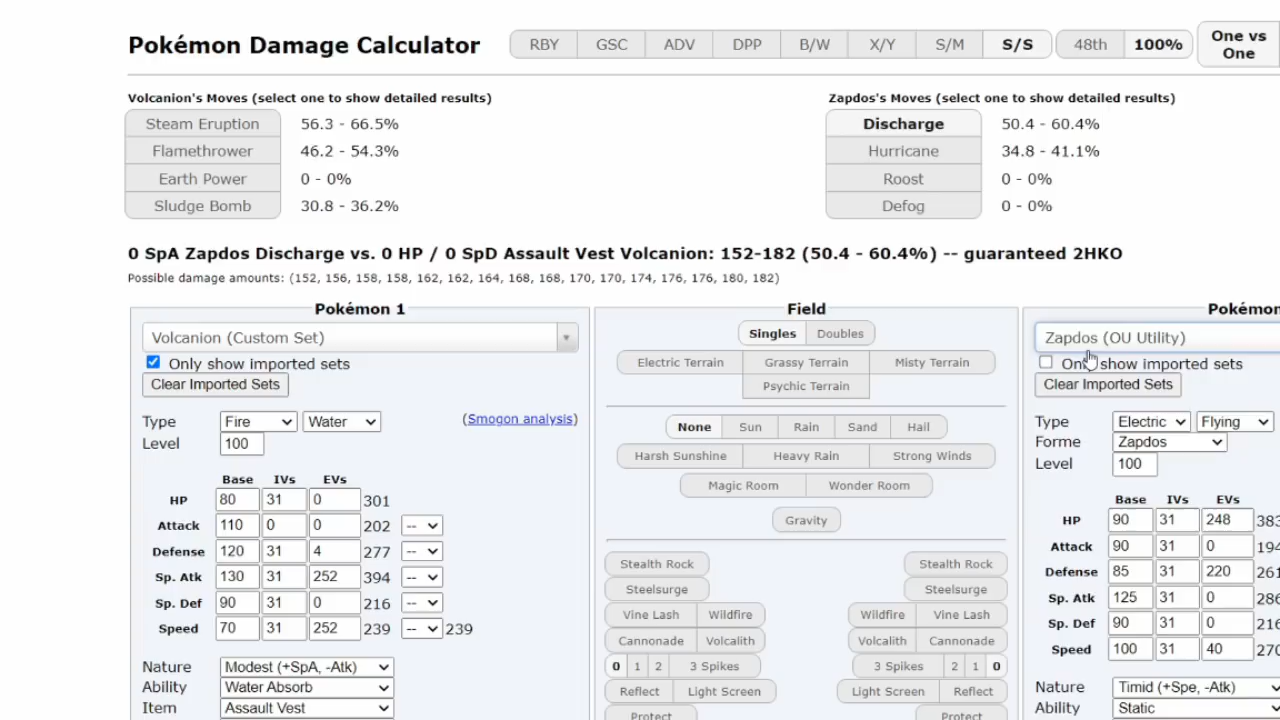 Pokémon Damage Calculator
RBY GSC ADV DPP B/W X/Y S/M S/S 48th 100% One vs One
Volcanion's Moves (select one to show detailed results) Zapdos's Moves (select one to show detailed results)
Steam Eruption 56.3 - 66.5% Discharge 50.4 - 60.4%
Flamethrower 46.2 - 54.3% Hurricane 34.8 - 41.1%
Earth Power 0 - 0% Roost 0 - 0%
Sludge Bomb 30.8 - 36.2% Defog 0 - 0%
0 SpA Zapdos Discharge vs. 0 HP / 0 SpD Assault Vest Volcanion: 152-182 (50.4 - 60.4%) -- guaranteed 2HKO
Possible damage amounts: (152, 156, 158, 158, 162, 162, 164, 168, 168, 170, 170, 174, 176, 176, 180, 182)
Pokémon 1
Volcanion (Custom Set)
Only show imported sets
Clear Imported Sets
Type Fire Water (Smogon analysis)
Level 100
Base IVs EVs
HP 80 31 0 301
Attack 110 0 0 202 --
Defense 120 31 4 277 --
Sp. Atk 130 31 252 394 --
Sp. Def 90 31 0 216 --
Speed 70 31 252 239 -- 239
Nature Modest (+SpA, -Atk)
Ability Water Absorb
Item Assault Vest
Field
Singles Doubles
Electric Terrain Grassy Terrain Misty Terrain
Psychic Terrain
None Sun Rain Sand Hail
Harsh Sunshine Heavy Rain Strong Winds
Magic Room Wonder Room
Gravity
Stealth Rock Stealth Rock
Steelsurge Steelsurge
Vine Lash Wildfire Wildfire Vine Lash
Cannonade Volcalith Volcalith Cannonade
0 1 2 3 Spikes 3 Spikes 2 1 0
Reflect Light Screen Light Screen Reflect
Protect Protect
Pokémon
Zapdos (OU Utility)
Only show imported sets
Clear Imported Sets
Type Electric Flying
Forme Zapdos
Level 100
Base IVs EVs
HP 90 31 248 383
Attack 90 31 0 194
Defense 85 31 220 261
Sp. Atk 125 31 0 286
Sp. Def 90 31 0 216
Speed 100 31 40 270
Nature Timid (+Spe, -Atk)
Ability Static